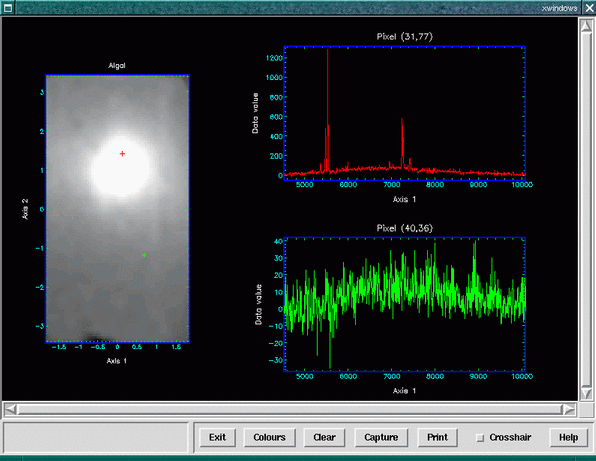 xwindows
Algal
Axis 2
3
2
1
0
−1
−2
−3
−1.5 −1 −0.5 0 0.5 1 1.5
Axis 1
Pixel (31,77)
Data value
1200
1000
800
600
400
200
0
5000 6000 7000 8000 9000 10000
Axis 1
Pixel (40,36)
Data value
40
30
20
10
0
−10
−20
−30
5000 6000 7000 8000 9000 10000
Axis 1
Exit Colours Clear Capture Print Crosshair Help